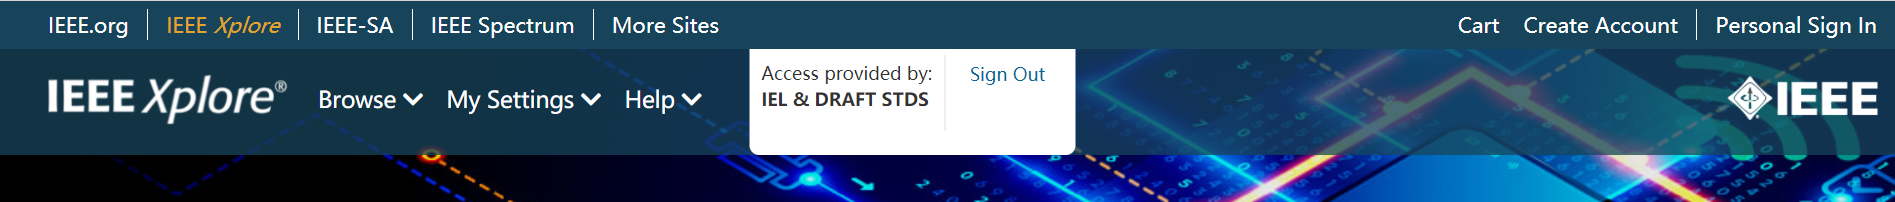 IEEE.org IEEE Xplore IEEE-SA IEEE Spectrum More Sites Cart Create Account Personal Sign In
IEEE Xplore® Browse My Settings Help
Access provided by:
IEL & DRAFT STDS
Sign Out
IEEE